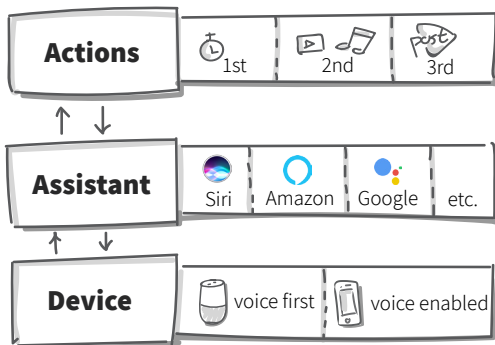 Actions
1st
2nd
post
3rd
Assistant
Siri
Amazon
Google
etc.
Device
voice first
voice enabled